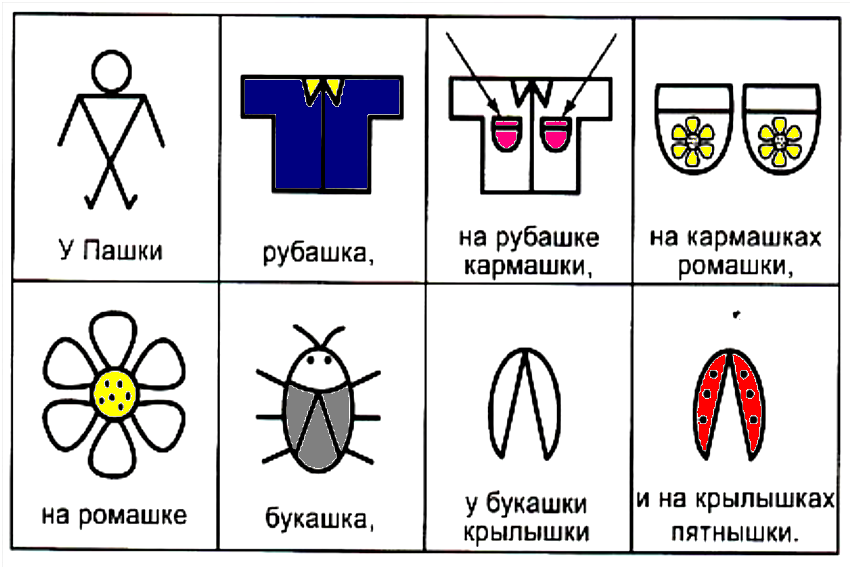 У Пашки
рубашка,
на рубашке
кармашки,
на кармашках
ромашки,
на ромашке
букашка,
у букашки
крылышки
и на крылышках
пятнышки.